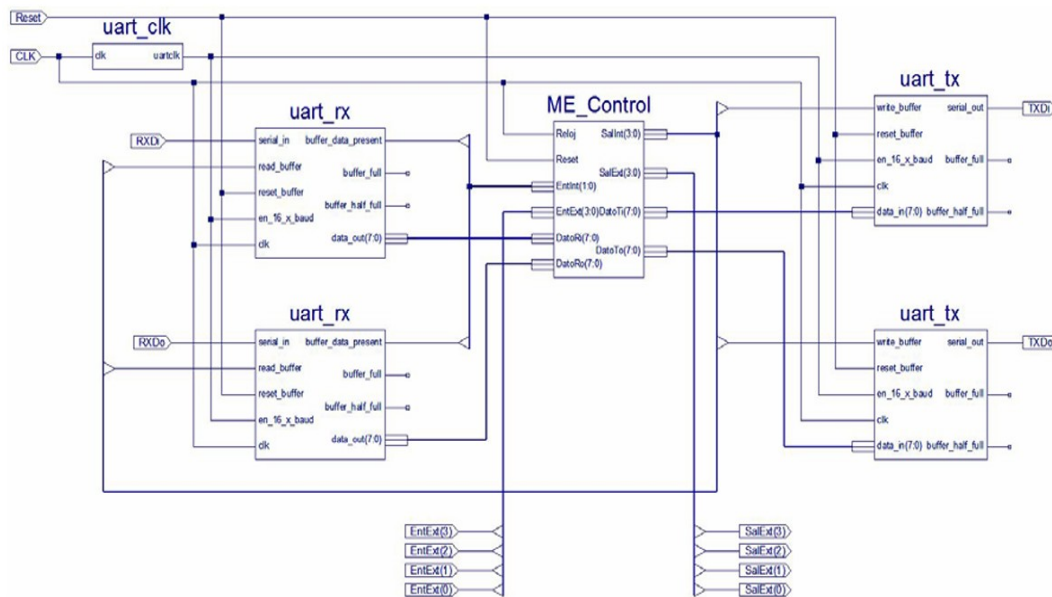 Reset
uart_clk
CLK
clk uartclk
uart_rx
RXDi
serial_in buffer_data_present
read_buffer
buffer_full
reset_buffer
buffer_half_full
en_16_x_baud
data_out(7:0)
clk
uart_rx
RXDo
serial_in buffer_data_present
read_buffer
buffer_full
reset_buffer
buffer_half_full
en_16_x_baud
data_out(7:0)
clk
ME_Control
Reloj SalInt(3:0)
Reset
SalExt(3:0)
EntInt(1:0)
EntExt(3:0) DatoTi(7:0)
DatoRi(7:0)
DatoTo(7:0)
DatoRo(7:0)
uart_tx
write_buffer serial_out
TXDi
reset_buffer
en_16_x_baud buffer_full
clk
data_in(7:0) buffer_half_full
uart_tx
write_buffer serial_out
TXDo
reset_buffer
en_16_x_baud buffer_full
clk
data_in(7:0) buffer_half_full
EntExt(3)
EntExt(2)
EntExt(1)
EntExt(0)
SalExt(3)
SalExt(2)
SalExt(1)
SalExt(0)